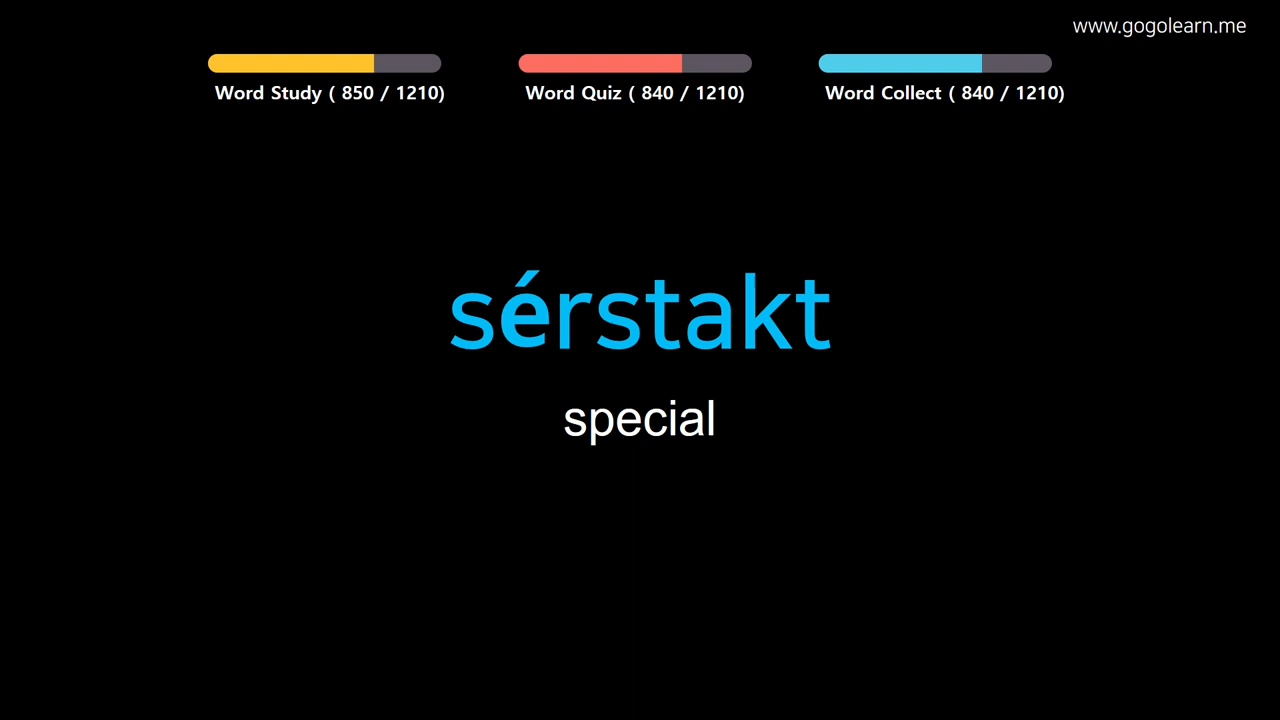 www.gogolearn.me
Word Study ( 850 / 1210)
Word Quiz ( 840 / 1210)
Word Collect ( 840 / 1210)
sérstakt
special